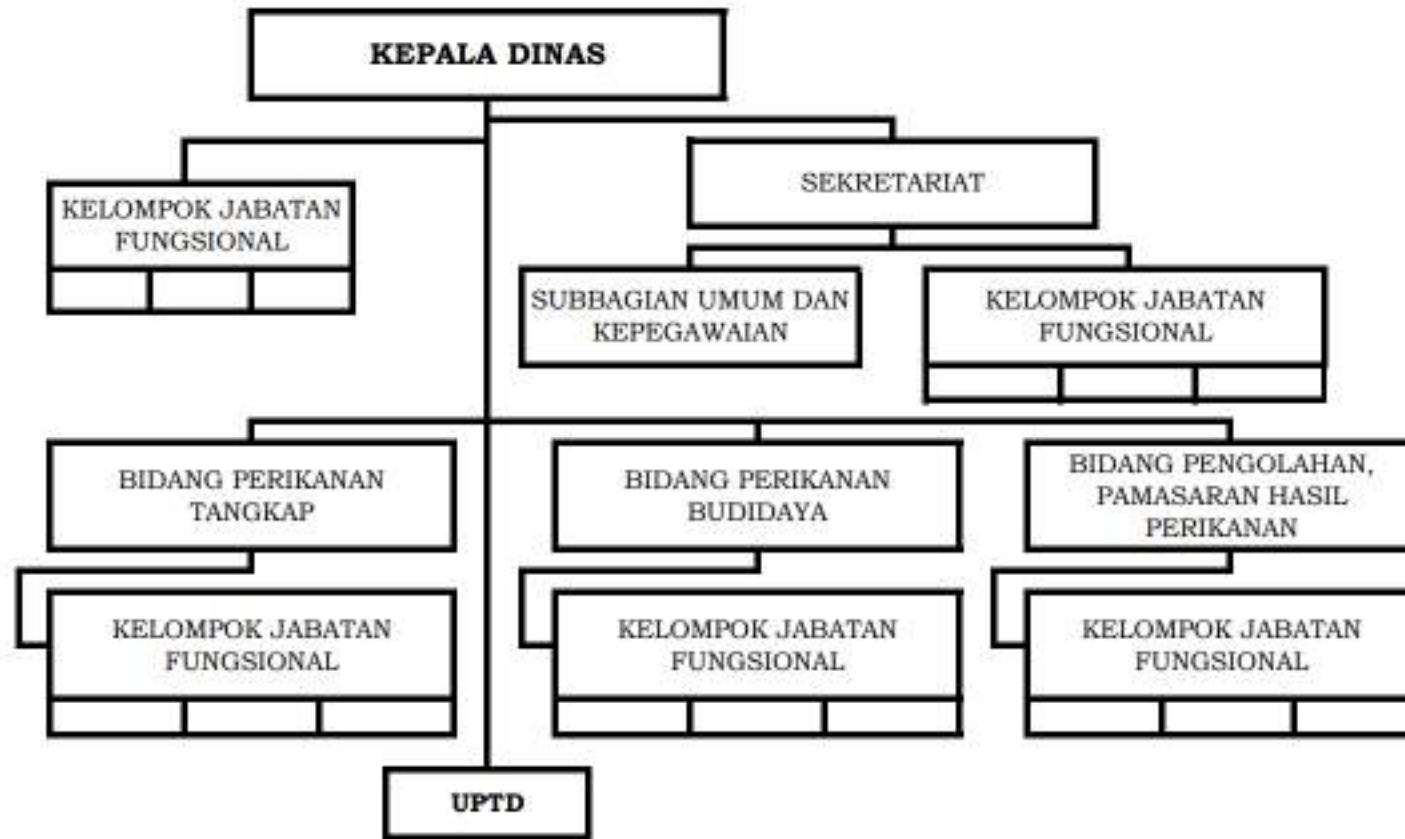 KEPALA DINAS
SEKRETARIAT
KELOMPOK JABATAN
FUNGSIONAL
SUBBAGIAN UMUM DAN
KEPEGAWAIAN
KELOMPOK JABATAN
FUNGSIONAL
BIDANG PERIKANAN
TANGKAP
BIDANG PERIKANAN
BUDIDAYA
BIDANG PENGOLAHAN,
PAMASARAN HASIL
PERIKANAN
KELOMPOK JABATAN
FUNGSIONAL
KELOMPOK JABATAN
FUNGSIONAL
KELOMPOK JABATAN
FUNGSIONAL
UPTD